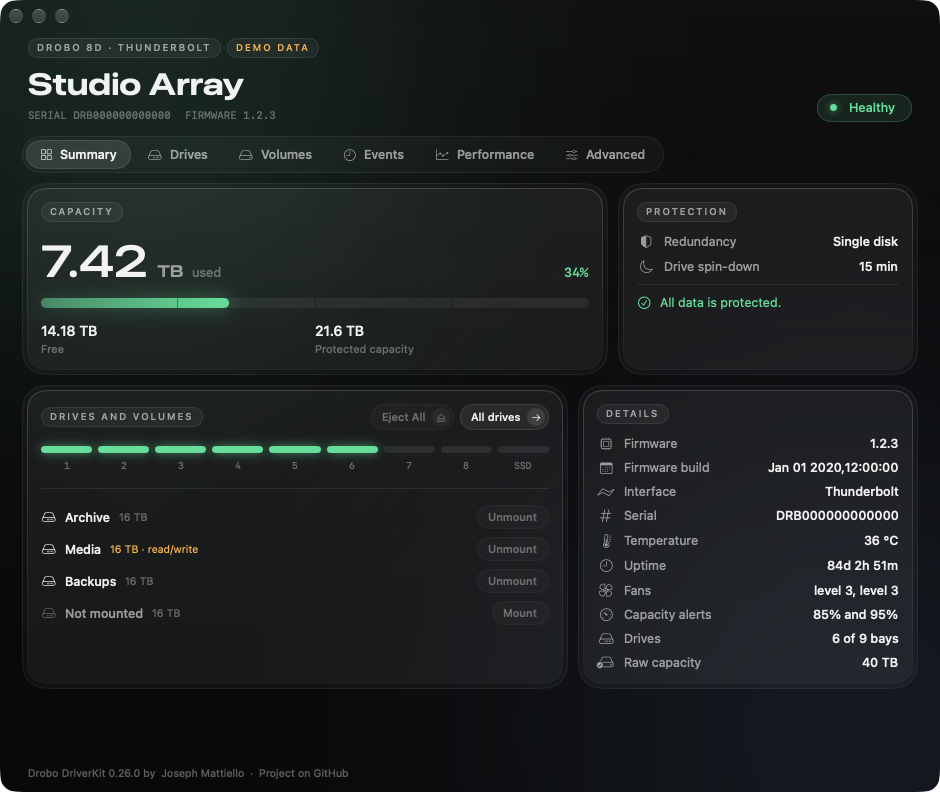 DROBO 8D · THUNDERBOLT
DEMO DATA
Studio Array
SERIAL DRB000000000000 FIRMWARE 1.2.3
Healthy
Summary
Drives
Volumes
Events
Performance
Advanced
CAPACITY
7.42 TB used
34%
14.18 TB
Free
21.6 TB
Protected capacity
PROTECTION
Redundancy Single disk
Drive spin-down 15 min
All data is protected.
DRIVES AND VOLUMES
Eject All
All drives
1 2 3 4 5 6 7 8 SSD
Archive 16 TB Unmount
Media 16 TB · read/write Unmount
Backups 16 TB Unmount
Not mounted 16 TB Mount
DETAILS
Firmware 1.2.3
Firmware build Jan 01 2020,12:00:00
Interface Thunderbolt
Serial DRB000000000000
Temperature 36 °C
Uptime 84d 2h 51m
Fans level 3, level 3
Capacity alerts 85% and 95%
Drives 6 of 9 bays
Raw capacity 40 TB
Drobo DriverKit 0.26.0 by Joseph Mattiello · Project on GitHub